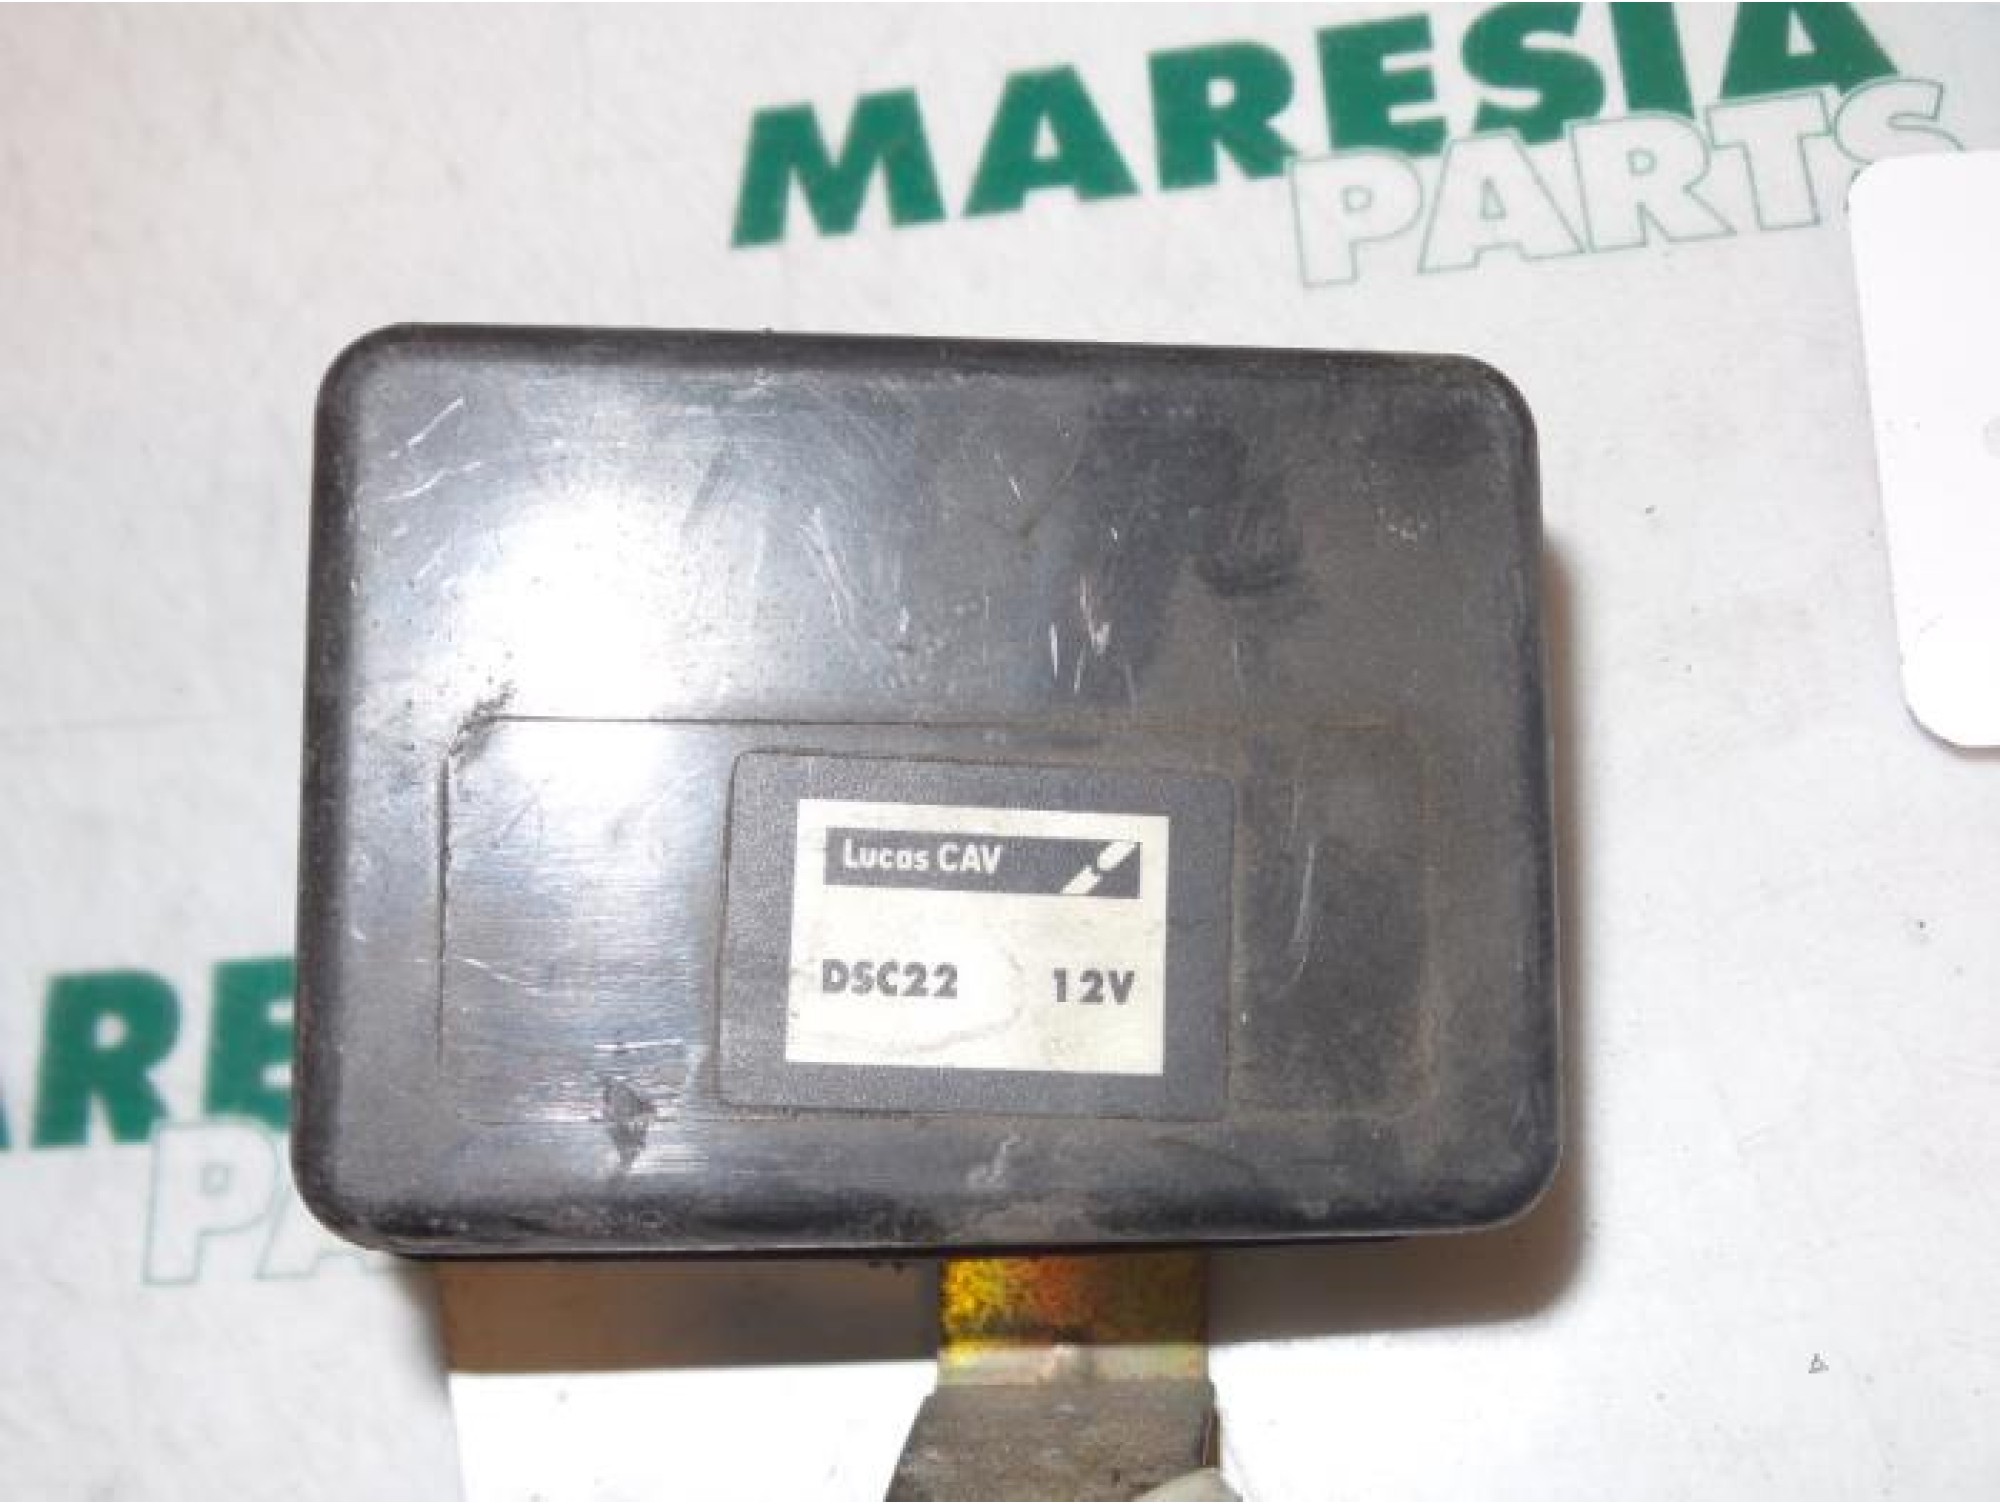 MARESIA
PARTS
Lucas CAV
DSC22 12V
ARE
PA